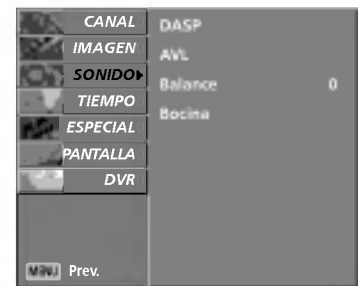 CANAL
IMAGEN
SONIDO
TIEMPO
ESPECIAL
PANTALLA
DVR
DASP
AVL
Balance 0
Bocina
MENU Prev.